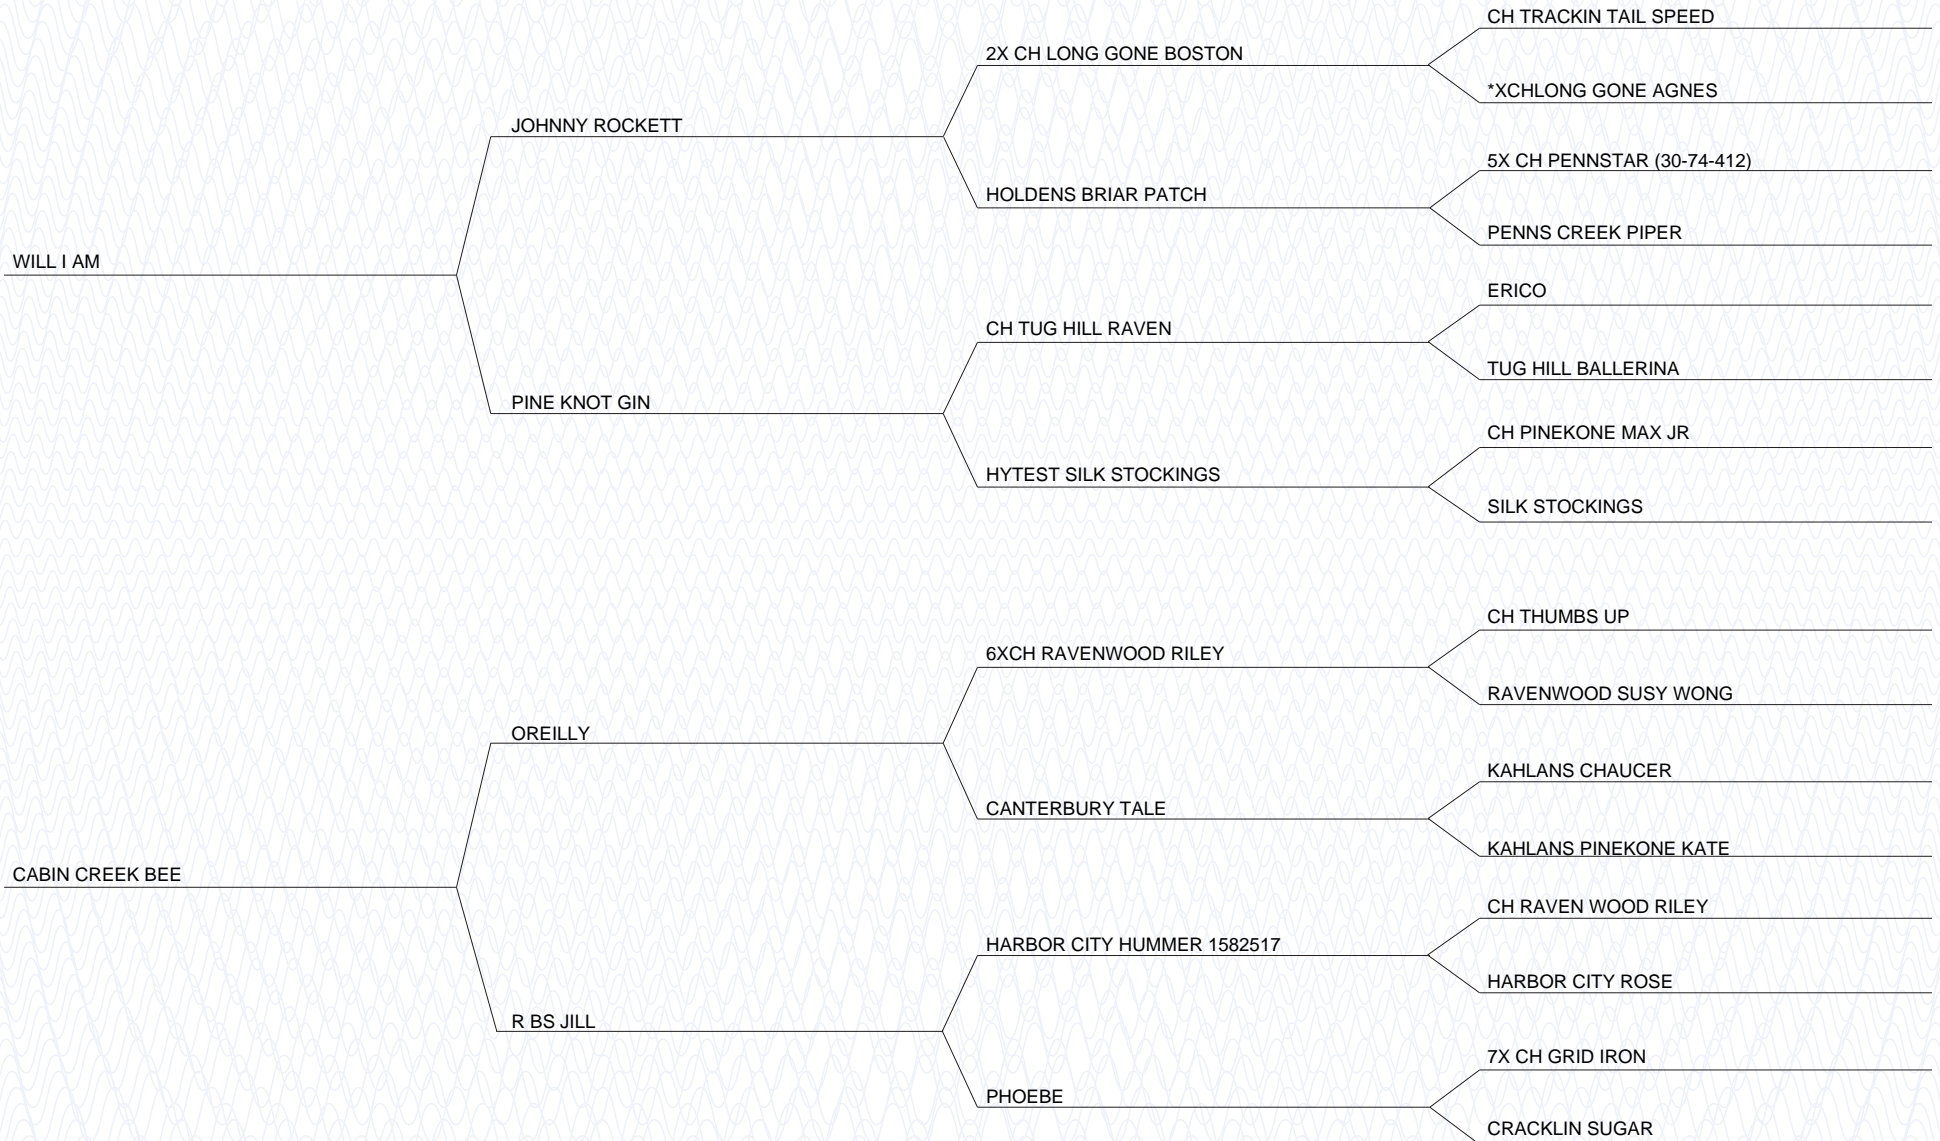 CH TRACKIN TAIL SPEED
2X CH LONG GONE BOSTON
*XCHLONG GONE AGNES
JOHNNY ROCKETT
5X CH PENNSTAR (30-74-412)
HOLDENS BRIAR PATCH
PENNS CREEK PIPER
WILL I AM
ERICO
CH TUG HILL RAVEN
TUG HILL BALLERINA
PINE KNOT GIN
CH PINEKONE MAX JR
HYTEST SILK STOCKINGS
SILK STOCKINGS
CH THUMBS UP
6XCH RAVENWOOD RILEY
RAVENWOOD SUSY WONG
OREILLY
KAHLANS CHAUCER
CANTERBURY TALE
KAHLANS PINEKONE KATE
CABIN CREEK BEE
CH RAVEN WOOD RILEY
HARBOR CITY HUMMER 1582517
HARBOR CITY ROSE
R BS JILL
7X CH GRID IRON
PHOEBE
CRACKLIN SUGAR